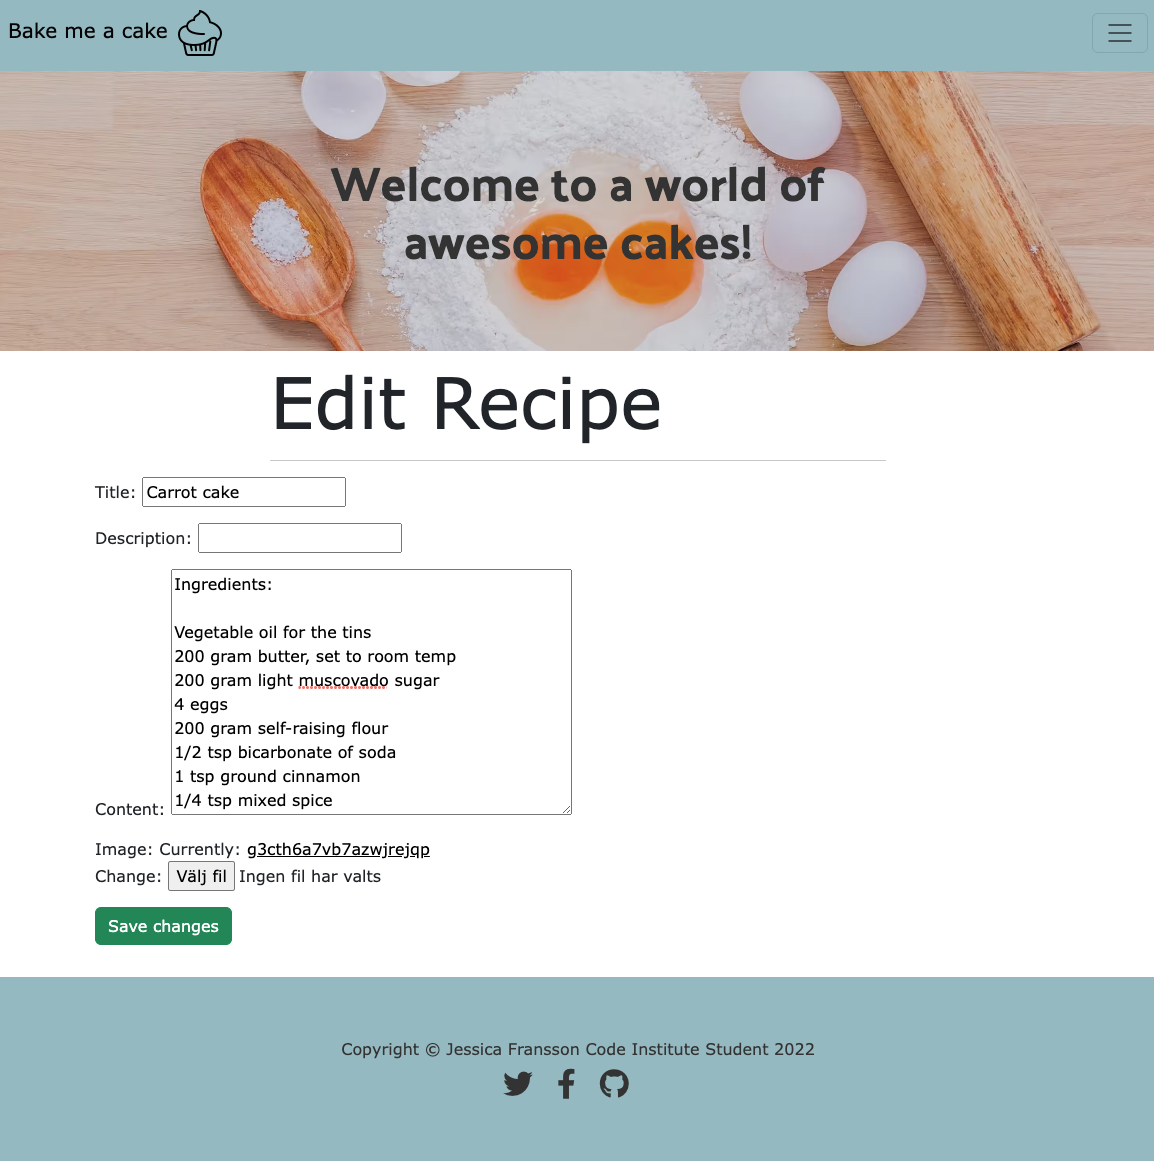 Bake me a cake
Welcome to a world of
awesome cakes!
Edit Recipe
Title: Carrot cake
Description:
Ingredients:
Vegetable oil for the tins
200 gram butter, set to room temp
200 gram light muscovado sugar
4 eggs
200 gram self-raising flour
1/2 tsp bicarbonate of soda
1 tsp ground cinnamon
1/4 tsp mixed spice
Content:
Image: Currently: g3cth6a7vb7azwjrejqp
Change: Välj fil Ingen fil har valts
Save changes
Copyright © Jessica Fransson Code Institute Student 2022